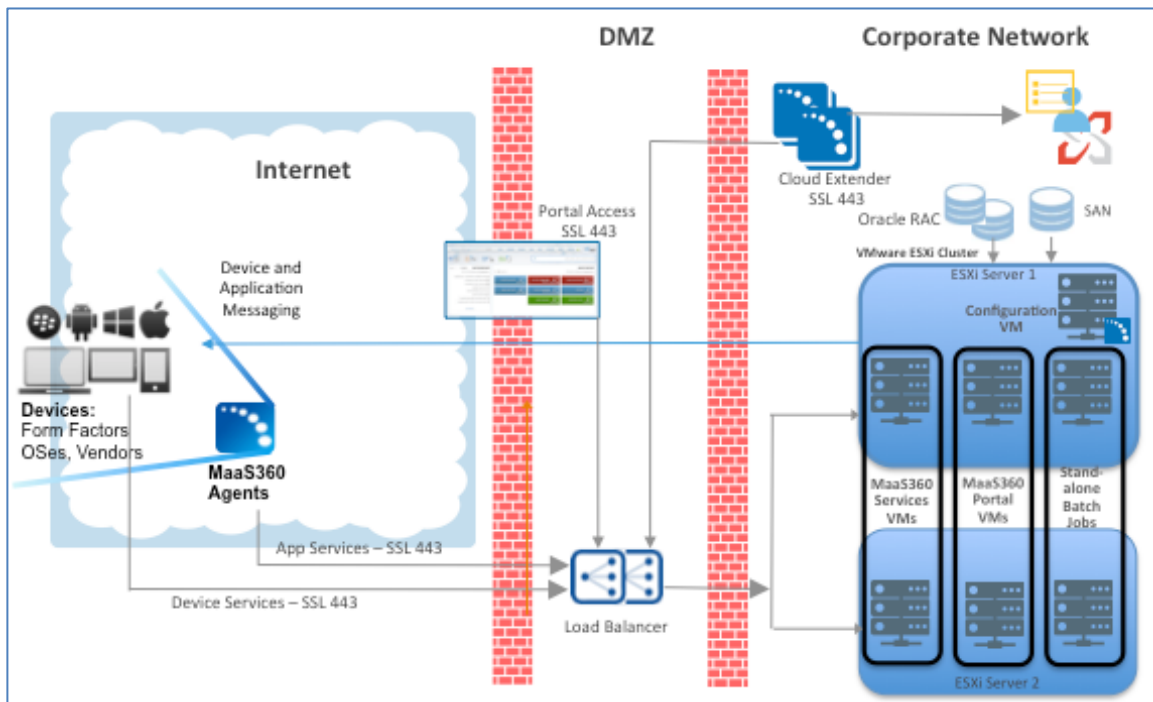 DMZ
Corporate Network
Internet
Portal Access
SSL 443
Cloud Extender
SSL 443
Oracle RAC
SAN
VMware ESXi Cluster
ESXi Server 1
Configuration
VM
Device and
Application
Messaging
Devices:
Form Factors
OSes, Vendors
MaaS360
Agents
App Services – SSL 443
Device Services – SSL 443
Load Balancer
MaaS360
Services
VMs
MaaS360
Portal
VMs
Stand-
alone
Batch
Jobs
ESXi Server 2